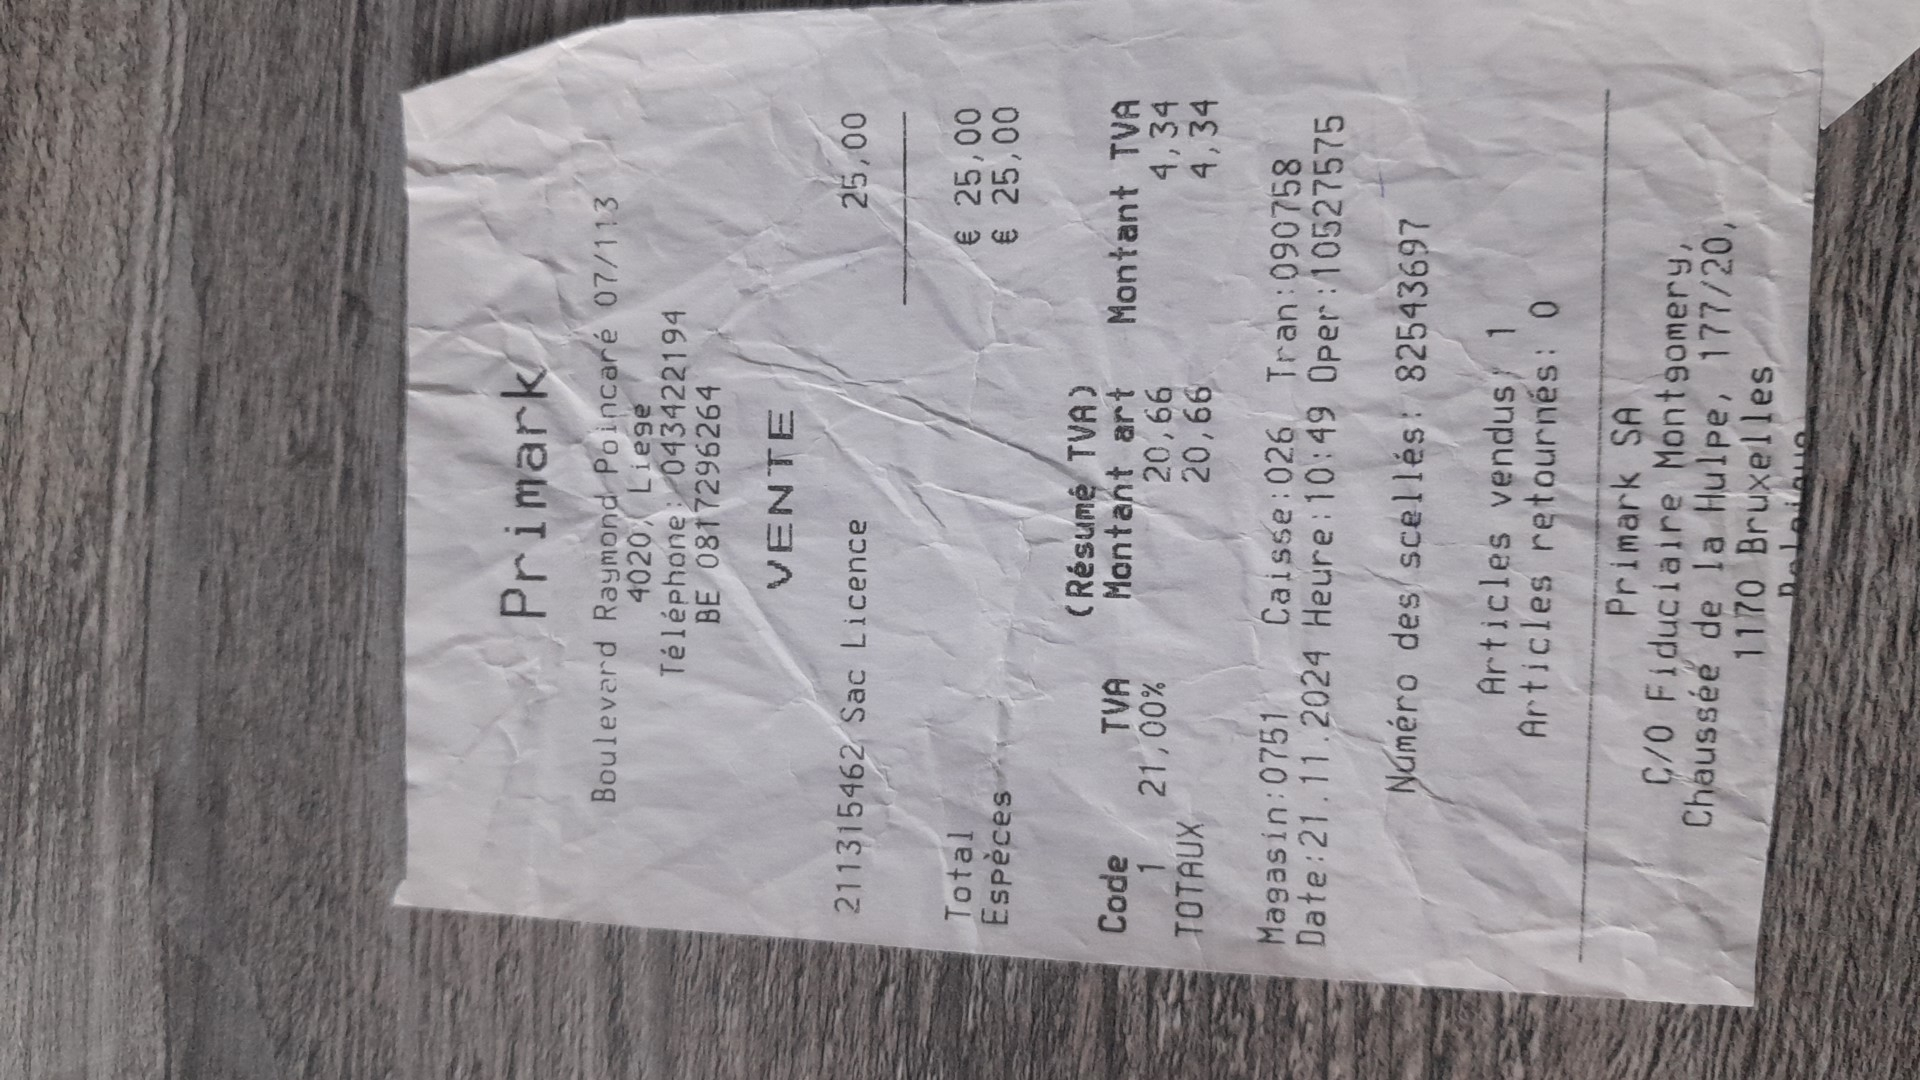 Primark
Boulevard Raymond Poincaré 07/113
4020, Liege
Téléphone: 043422194
BE 0817296264
VENTE
211315462 Sac Licence 25,00
Total € 25,00
Espèces € 25,00
(Résumé TVA)
Code TVA Montant art Montant TVA
1 21,00% 20,66 4,34
TOTAUX 20,66 4,34
Magasin:0751 Caisse:026 Tran:090758
Date:21.11.2024 Heure:10:49 Oper:10527575
Numéro des scellés: 82543697
Articles vendus: 1
Articles retournés: 0
Primark SA
C/O Fiduciaire Montgomery,
Chaussée de la Hulpe, 177/20,
1170 Bruxelles